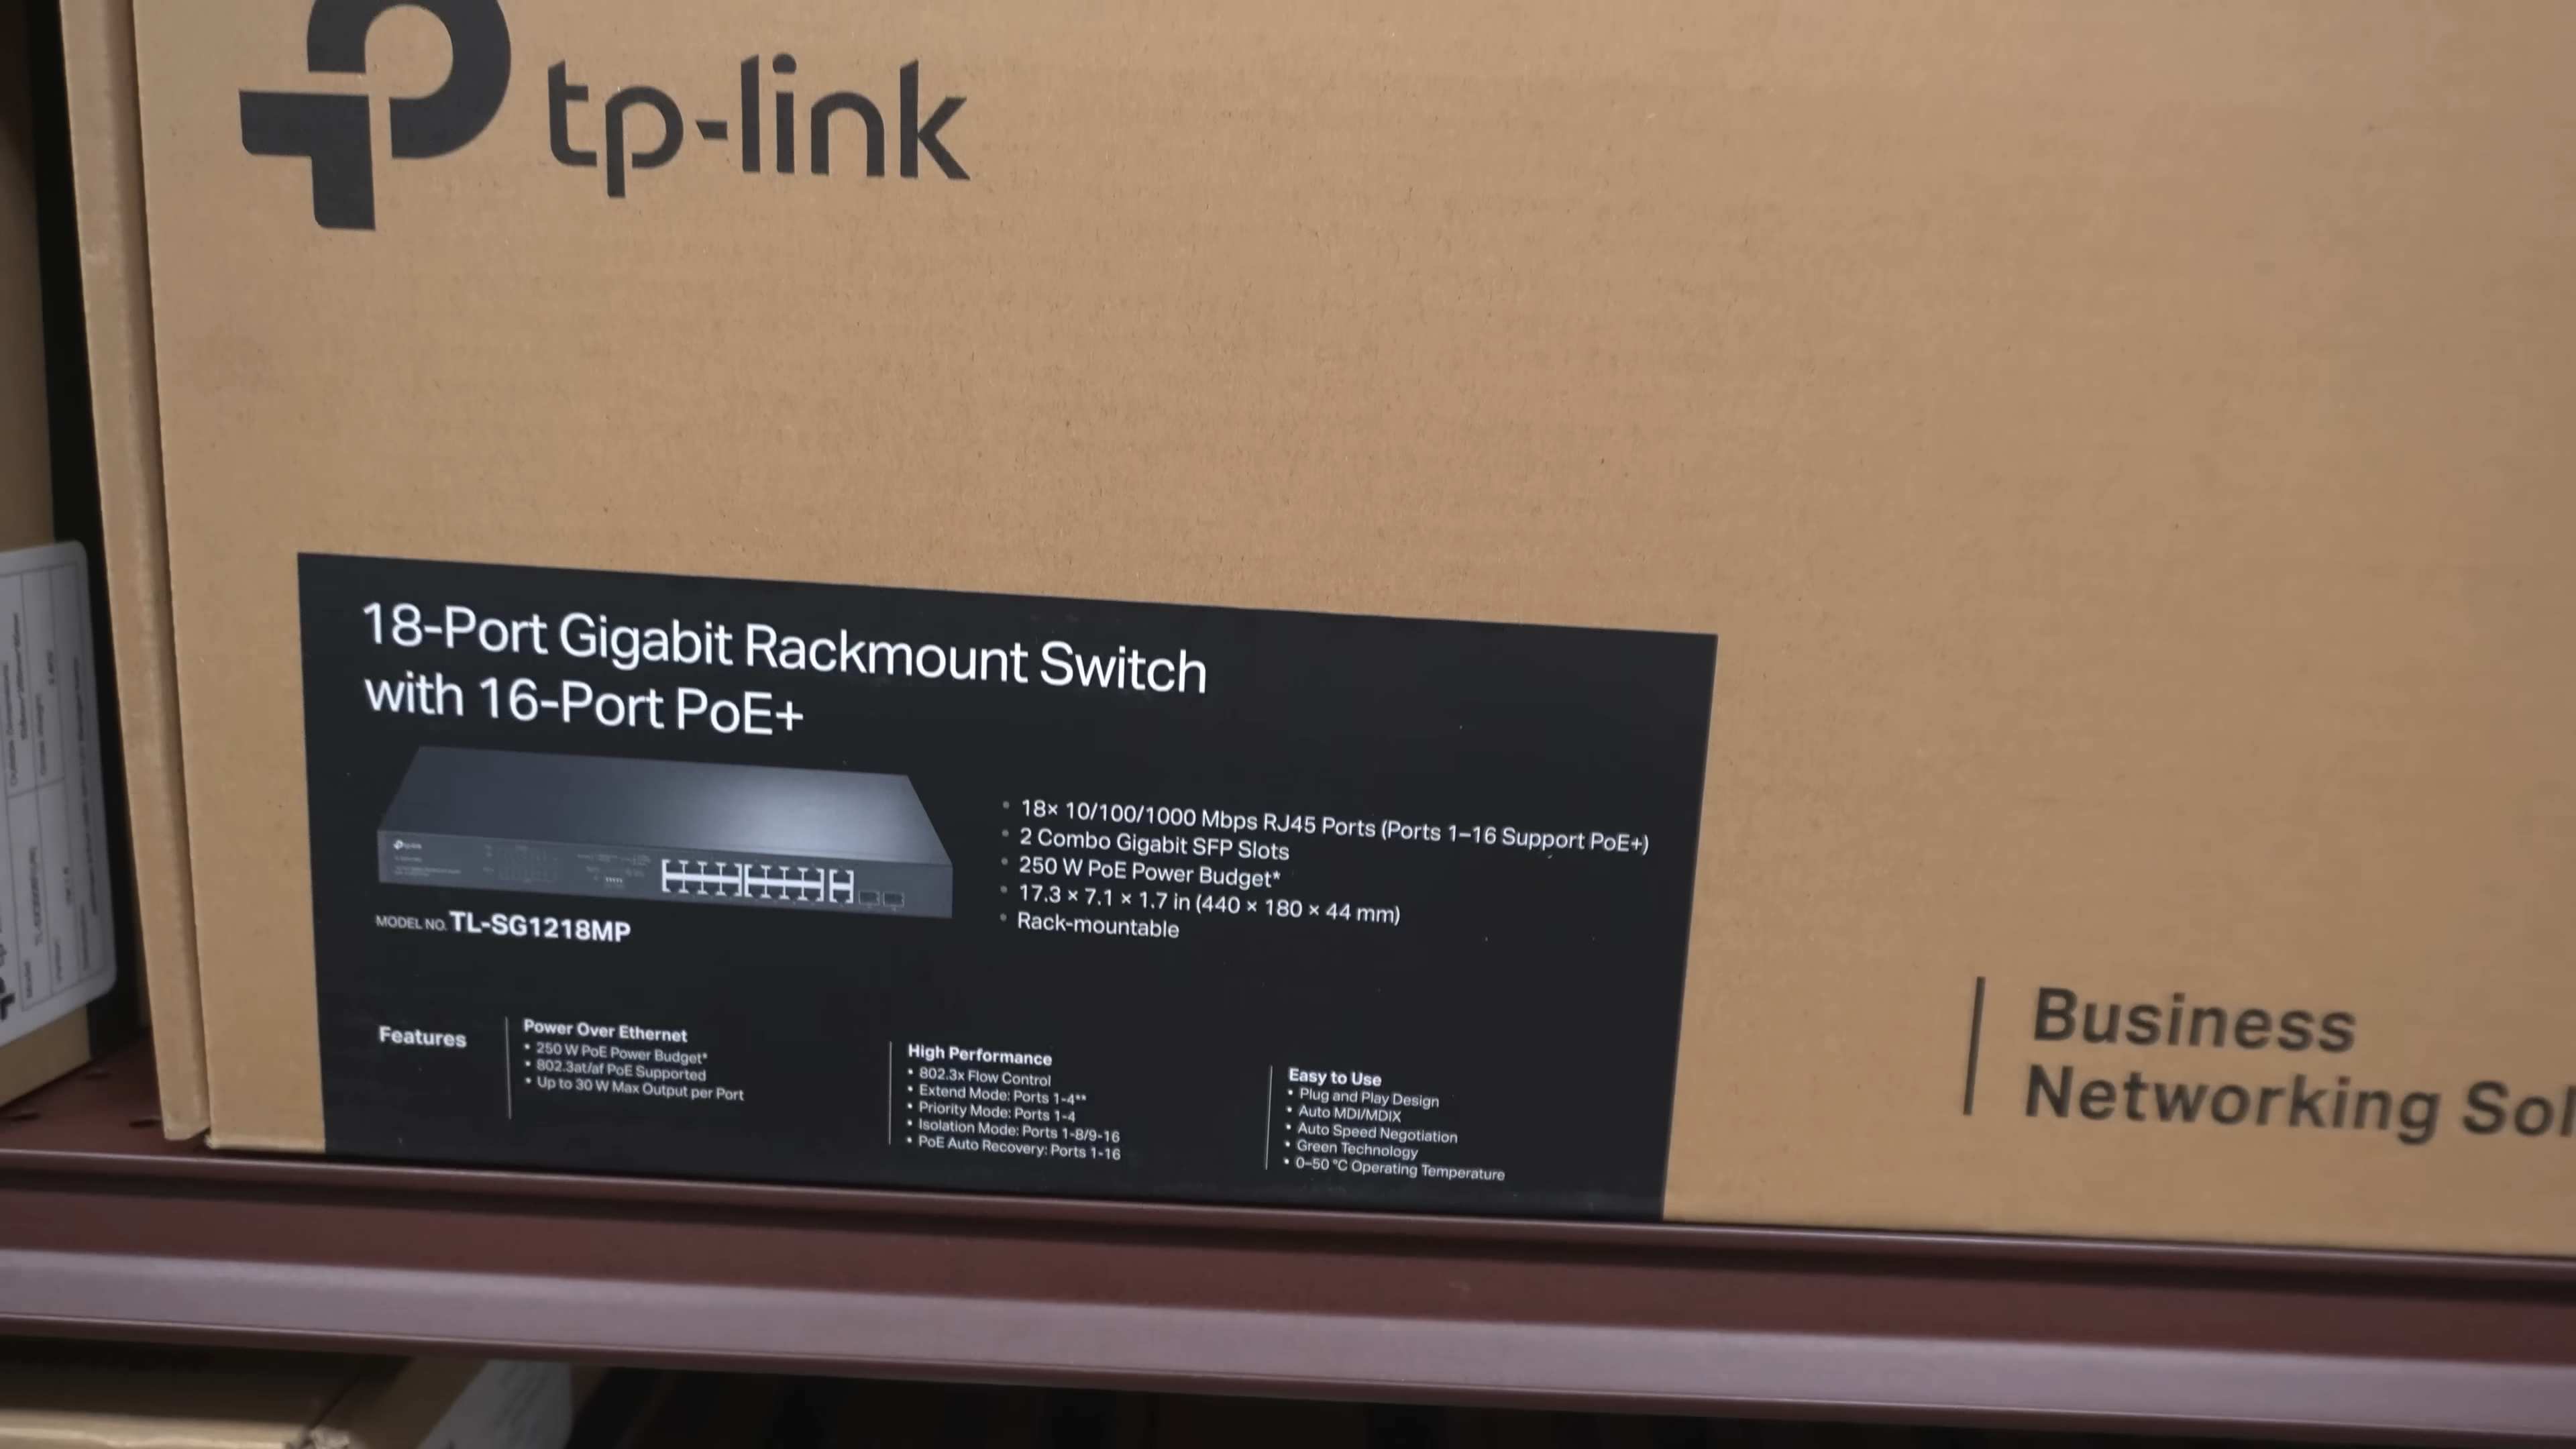 tp-link
18-Port Gigabit Rackmount Switch
with 16-Port PoE+
• 18× 10/100/1000 Mbps RJ45 Ports (Ports 1–16 Support PoE+)
• 2 Combo Gigabit SFP Slots
• 250 W PoE Power Budget*
• 17.3 × 7.1 × 1.7 in (440 × 180 × 44 mm)
• Rack-mountable
MODEL NO. TL-SG1218MP
Features
Power Over Ethernet
• 250 W PoE Power Budget*
• 802.3at/af PoE Supported
• Up to 30 W Max Output per Port
High Performance
• 802.3x Flow Control
• Extend Mode: Ports 1-4**
• Priority Mode: Ports 1-4
• Isolation Mode: Ports 1-8/9-16
• PoE Auto Recovery: Ports 1-16
Easy to Use
• Plug and Play Design
• Auto MDI/MDIX
• Auto Speed Negotiation
• Green Technology
• 0–50 °C Operating Temperature
Business
Networking Sol